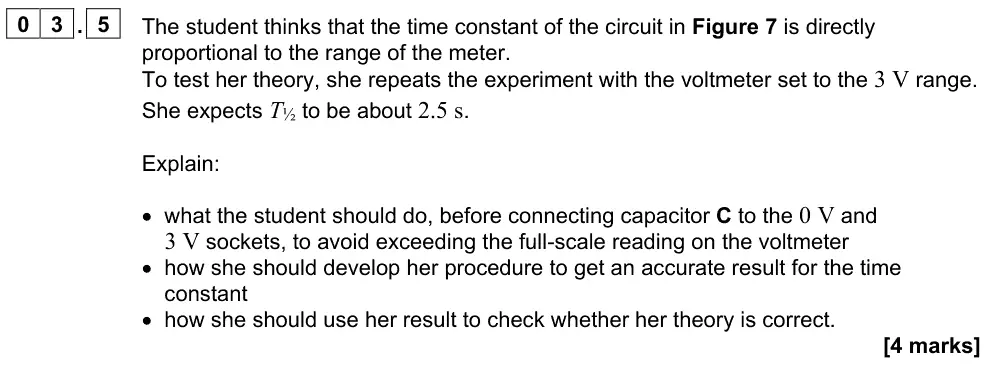 0 3 . 5 The student thinks that the time constant of the circuit in Figure 7 is directly
proportional to the range of the meter.
To test her theory, she repeats the experiment with the voltmeter set to the 3 V range.
She expects T½ to be about 2.5 s.
Explain:
• what the student should do, before connecting capacitor C to the 0 V and
3 V sockets, to avoid exceeding the full-scale reading on the voltmeter
• how she should develop her procedure to get an accurate result for the time
constant
• how she should use her result to check whether her theory is correct.
[4 marks]